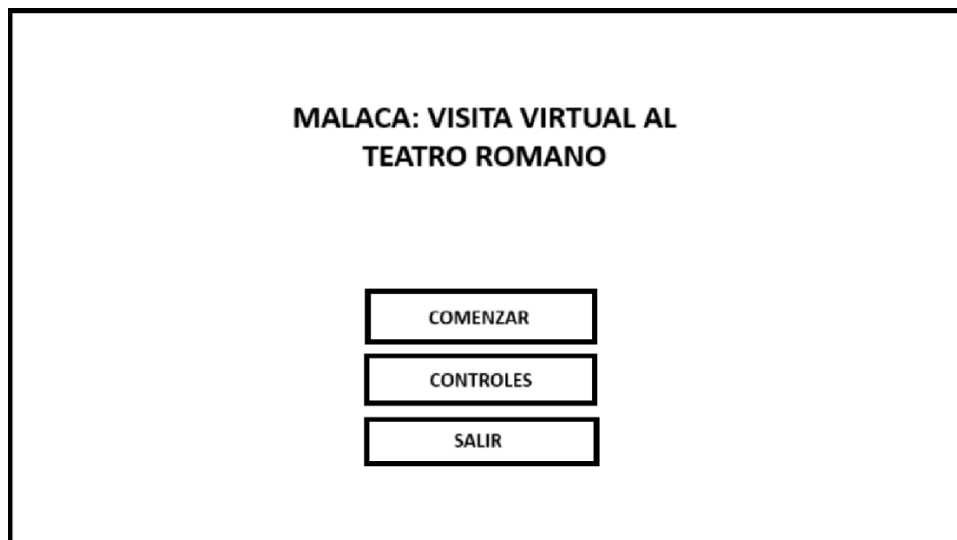 MALACA: VISITA VIRTUAL AL
TEATRO ROMANO
COMENZAR
CONTROLES
SALIR